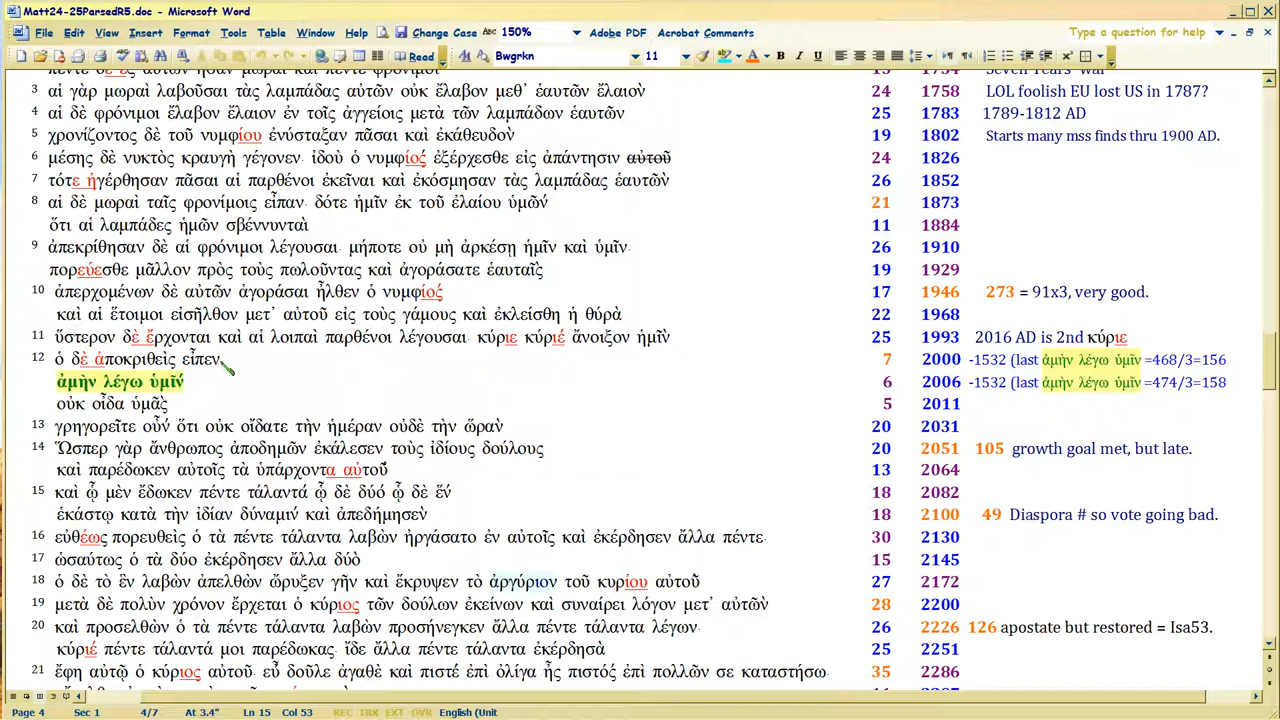 Matt24-25ParsedR5.doc - Microsoft Word
File Edit View Insert Format Tools Table Window Help Change Case 150% Adobe PDF Acrobat Comments Type a question for help
Read Bwgrkn 11
3 αἱ γὰρ μωραὶ λαβοῦσαι τὰς λαμπάδας αὐτῶν οὐκ ἔλαβον μεθ᾽ ἑαυτῶν ἔλαιον 24 1758 LOL foolish EU lost US in 1787?
4 αἱ δὲ φρόνιμοι ἔλαβον ἔλαιον ἐν τοῖς ἀγγείοις μετὰ τῶν λαμπάδων ἑαυτῶν 25 1783 1789-1812 AD
5 χρονίζοντος δὲ τοῦ νυμφίου ἐνύσταξαν πᾶσαι καὶ ἐκάθευδον 19 1802 Starts many mss finds thru 1900 AD.
6 μέσης δὲ νυκτὸς κραυγὴ γέγονεν· ἰδοὺ ὁ νυμφίος ἐξέρχεσθε εἰς ἀπάντησιν αὐτοῦ 24 1826
7 τότε ἠγέρθησαν πᾶσαι αἱ παρθένοι ἐκεῖναι καὶ ἐκόσμησαν τὰς λαμπάδας ἑαυτῶν 26 1852
8 αἱ δὲ μωραὶ ταῖς φρονίμοις εἶπαν· δότε ἡμῖν ἐκ τοῦ ἐλαίου ὑμῶν 21 1873
ὅτι αἱ λαμπάδες ἡμῶν σβέννυνται 11 1884
9 ἀπεκρίθησαν δὲ αἱ φρόνιμοι λέγουσαι· μήποτε οὐ μὴ ἀρκέσῃ ἡμῖν καὶ ὑμῖν· 26 1910
πορεύεσθε μᾶλλον πρὸς τοὺς πωλοῦντας καὶ ἀγοράσατε ἑαυταῖς 19 1929
10 ἀπερχομένων δὲ αὐτῶν ἀγοράσαι ἦλθεν ὁ νυμφίος 17 1946 273 = 91x3, very good.
καὶ αἱ ἕτοιμοι εἰσῆλθον μετ᾽ αὐτοῦ εἰς τοὺς γάμους καὶ ἐκλείσθη ἡ θύρα 22 1968
11 ὕστερον δὲ ἔρχονται καὶ αἱ λοιπαὶ παρθένοι λέγουσαι· κύριε κύριέ ἄνοιξον ἡμῖν 25 1993 2016 AD is 2nd κύριε
12 ὁ δὲ ἀποκριθεὶς εἶπεν· 7 2000 -1532 (last ἀμὴν λέγω ὑμῖν =468/3=156
ἀμὴν λέγω ὑμῖν 6 2006 -1532 (last ἀμὴν λέγω ὑμῖν =474/3=158
οὐκ οἶδα ὑμᾶς 5 2011
13 γρηγορεῖτε οὖν ὅτι οὐκ οἴδατε τὴν ἡμέραν οὐδὲ τὴν ὥραν 20 2031
14 Ὥσπερ γὰρ ἄνθρωπος ἀποδημῶν ἐκάλεσεν τοὺς ἰδίους δούλους 20 2051 105 growth goal met, but late.
καὶ παρέδωκεν αὐτοῖς τὰ ὑπάρχοντα αὐτοῦ 13 2064
15 καὶ ᾧ μὲν ἔδωκεν πέντε τάλαντά ᾧ δὲ δύό ᾧ δὲ ἕν 18 2082
ἑκάστῳ κατὰ τὴν ἰδίαν δύναμιν καὶ ἀπεδήμησεν 18 2100 49 Diaspora # so vote going bad.
16 εὐθέως πορευθεὶς ὁ τὰ πέντε τάλαντα λαβὼν ἠργάσατο ἐν αὐτοῖς καὶ ἐκέρδησεν ἄλλα πέντε· 30 2130
17 ὡσαύτως ὁ τὰ δύο ἐκέρδησεν ἄλλα δύὸ 15 2145
18 ὁ δὲ τὸ ἓν λαβὼν ἀπελθὼν ὤρυξεν γῆν καὶ ἔκρυψεν τὸ ἀργύριον τοῦ κυρίου αὐτοῦ 27 2172
19 μετὰ δὲ πολὺν χρόνον ἔρχεται ὁ κύριος τῶν δούλων ἐκείνων καὶ συναίρει λόγον μετ᾽ αὐτῶν 28 2200
20 καὶ προσελθὼν ὁ τὰ πέντε τάλαντα λαβὼν προσήνεγκεν ἄλλα πέντε τάλαντα λέγων· 26 2226 126 apostate but restored = Isa53.
κύριέ πέντε τάλαντά μοι παρέδωκας· ἴδε ἄλλα πέντε τάλαντα ἐκέρδησὰ 25 2251
21 ἔφη αὐτῷ ὁ κύριος αὐτοῦ· εὖ δοῦλε ἀγαθὲ καὶ πιστέ ἐπὶ ὀλίγα ἦς πιστός ἐπὶ πολλῶν σε καταστήσω· 35 2286
Page 4 Sec 1 4/7 At 3.4" Ln 15 Col 53 REC TRK EXT OVR English (Unit